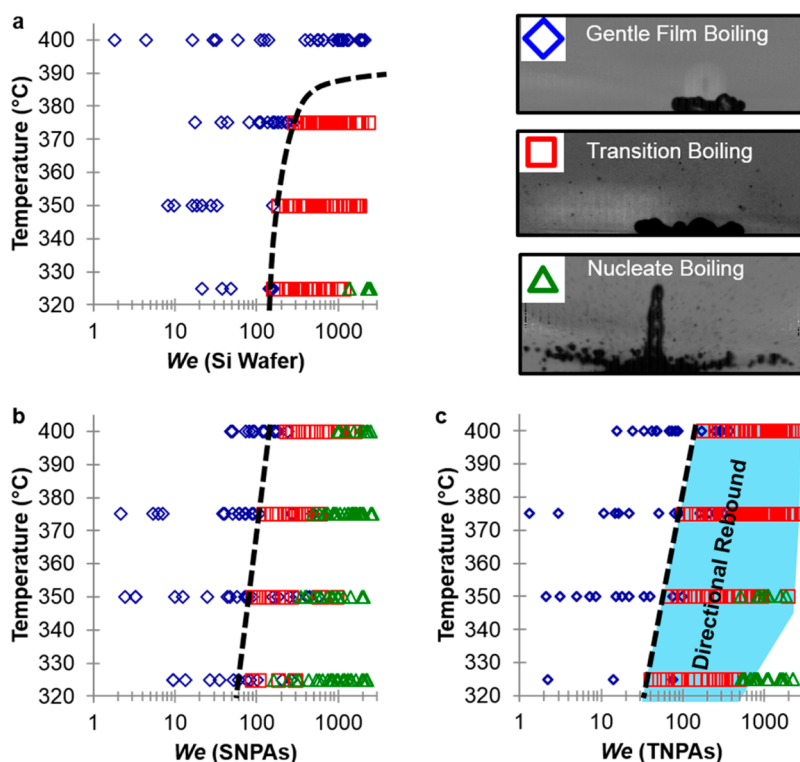 a
400
390
380
370
360
350
340
330
320
Temperature (°C)
1 10 100 1000
We (Si Wafer)
Gentle Film Boiling
Transition Boiling
Nucleate Boiling
b
400
390
380
370
360
350
340
330
320
Temperature (°C)
1 10 100 1000
We (SNPAs)
c
400
390
380
370
360
350
340
330
320
Temperature (°C)
Directional Rebound
1 10 100 1000
We (TNPAs)